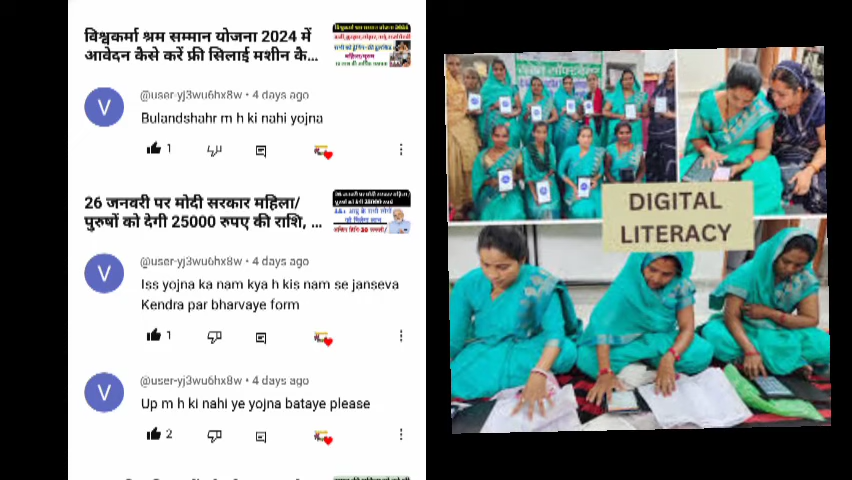 विश्वकर्मा श्रम सम्मान योजना 2024 में
आवेदन कैसे करें फ्री सिलाई मशीन कै...
@user-yj3wu6hx8w • 4 days ago
Bulandshahr m h ki nahi yojna
1
26 जनवरी पर मोदी सरकार महिला/
पुरुषों को देगी 25000 रुपए की राशि, ...
@user-yj3wu6hx8w • 4 days ago
Iss yojna ka nam kya h kis nam se janseva
Kendra par bharvaye form
1
@user-yj3wu6hx8w • 4 days ago
Up m h ki nahi ye yojna bataye please
2
V
V
V
DIGITAL
LITERACY